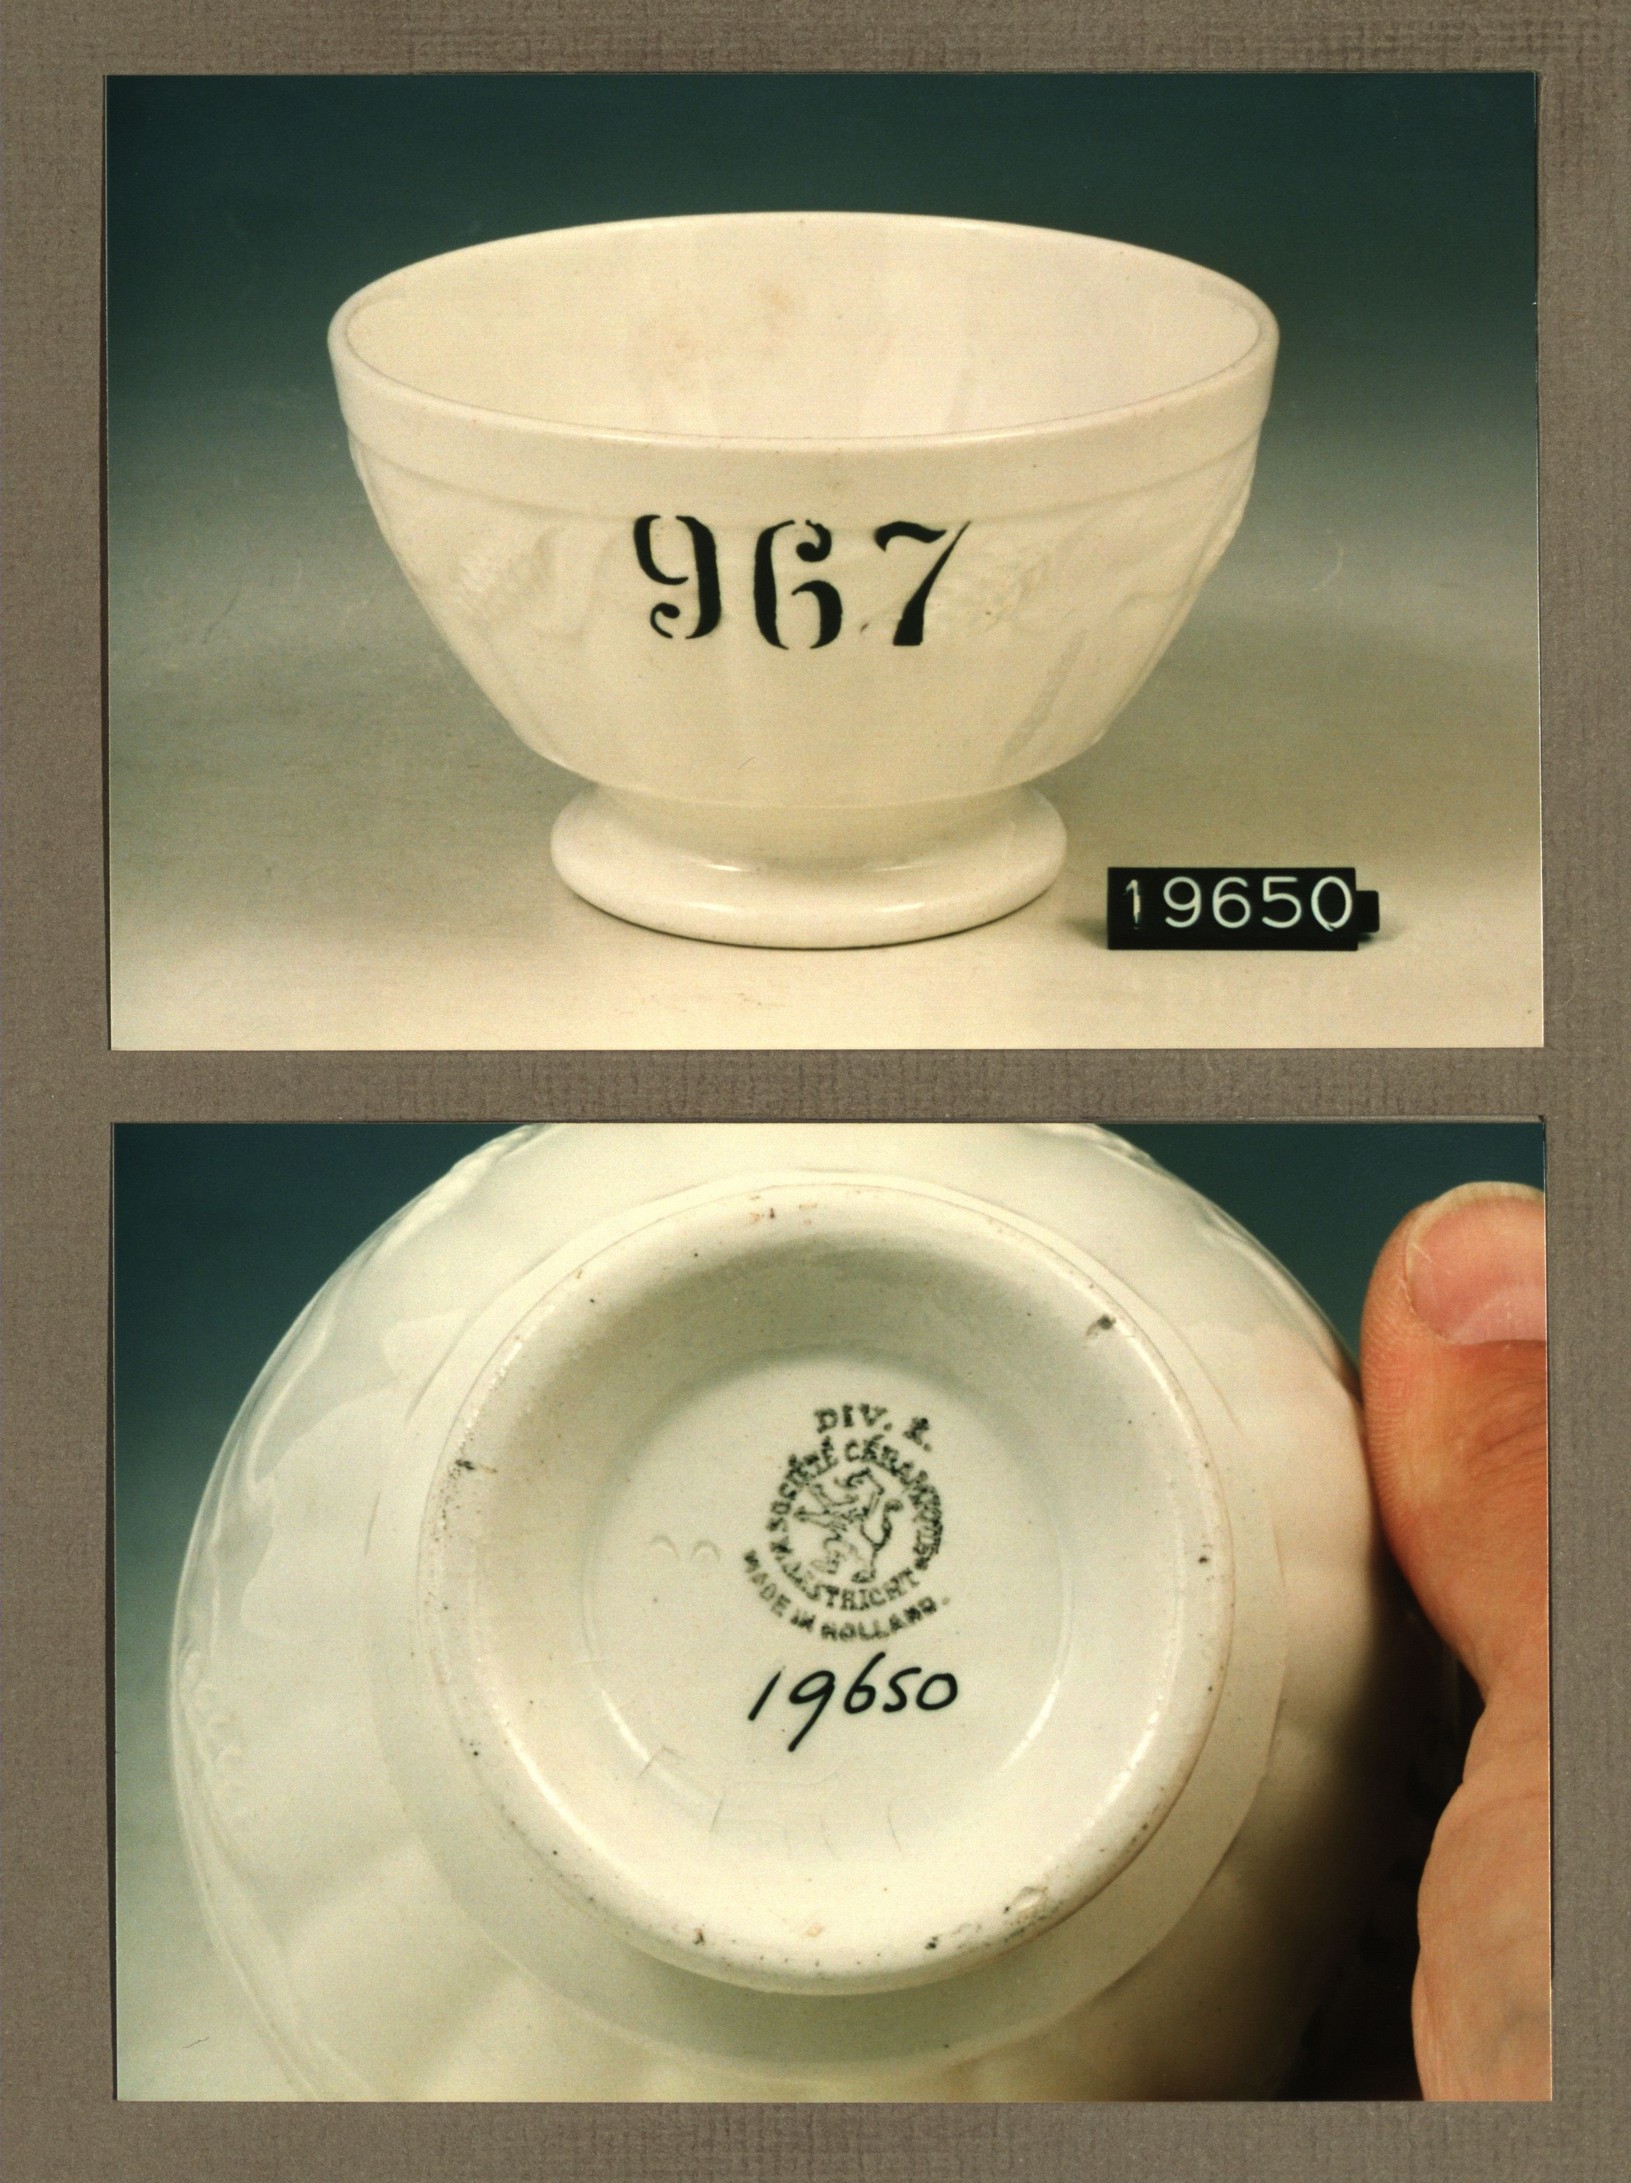 967
19650
DIV. 
SOCIÉTÉ CÉRAMIQUE
MAESTRICHT
MADE IN HOLLAND.
19650